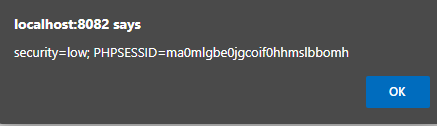 localhost:8082 says
security=low; PHPSESSID=ma0mlgbe0jgcoif0hhmslbbomh
OK